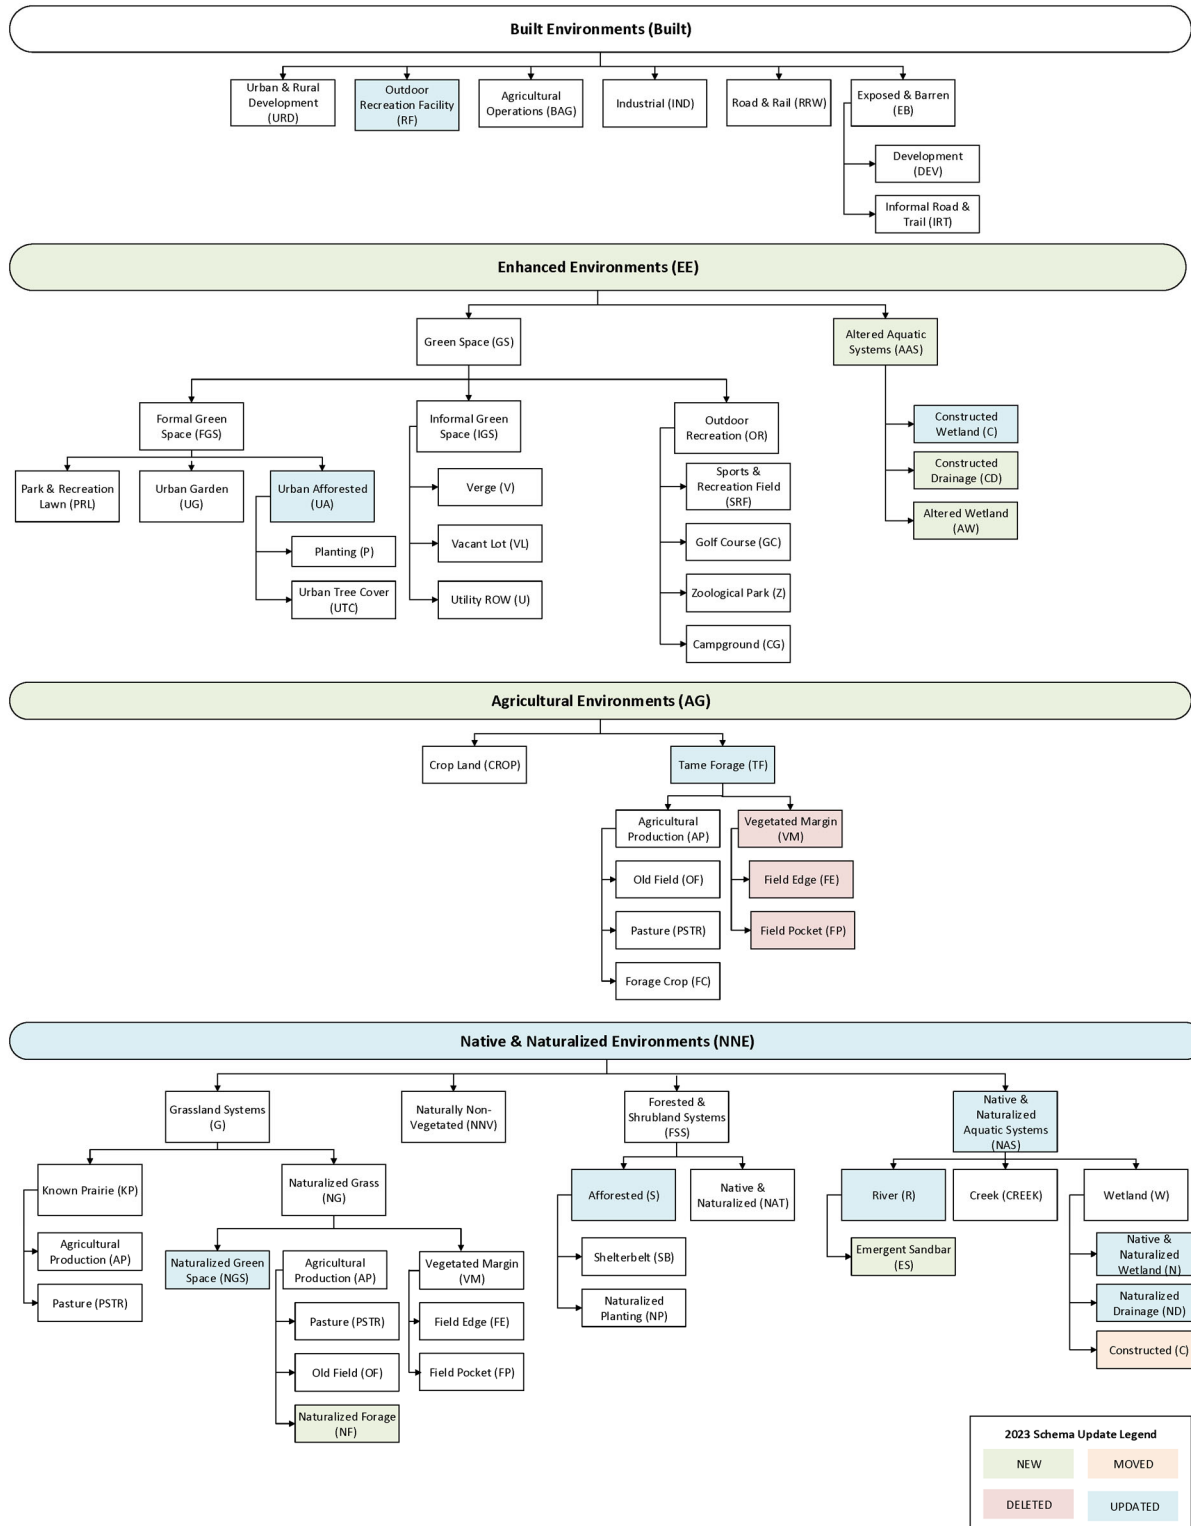 Built Environments (Built)
Urban & Rural
Development
(URD)
Outdoor
Recreation Facility
(RF)
Agricultural
Operations (BAG)
Industrial (IND)
Road & Rail (RRW)
Exposed & Barren
(EB)
Development
(DEV)
Informal Road &
Trail (IRT)
Enhanced Environments (EE)
Green Space (GS)
Altered Aquatic
Systems (AAS)
Formal Green
Space (FGS)
Informal Green
Space (IGS)
Outdoor
Recreation (OR)
Constructed
Wetland (C)
Constructed
Drainage (CD)
Altered Wetland
(AW)
Park & Recreation
Lawn (PRL)
Urban Garden
(UG)
Urban Afforested
(UA)
Planting (P)
Urban Tree Cover
(UTC)
Verge (V)
Vacant Lot (VL)
Utility ROW (U)
Sports &
Recreation Field
(SRF)
Golf Course (GC)
Zoological Park (Z)
Campground (CG)
Agricultural Environments (AG)
Crop Land (CROP)
Tame Forage (TF)
Agricultural
Production (AP)
Vegetated Margin
(VM)
Old Field (OF)
Field Edge (FE)
Pasture (PSTR)
Field Pocket (FP)
Forage Crop (FC)
Native & Naturalized Environments (NNE)
Grassland Systems
(G)
Naturally Non-
Vegetated (NNV)
Forested &
Shrubland Systems
(FSS)
Native &
Naturalized
Aquatic Systems
(NAS)
Known Prairie (KP)
Naturalized Grass
(NG)
Afforested (S)
Native &
Naturalized (NAT)
River (R)
Creek (CREEK)
Wetland (W)
Agricultural
Production (AP)
Pasture (PSTR)
Naturalized Green
Space (NGS)
Agricultural
Production (AP)
Vegetated Margin
(VM)
Pasture (PSTR)
Field Edge (FE)
Old Field (OF)
Field Pocket (FP)
Naturalized Forage
(NF)
Shelterbelt (SB)
Naturalized
Planting (NP)
Emergent Sandbar
(ES)
Native &
Naturalized
Wetland (N)
Naturalized
Drainage (ND)
Constructed (C)
2023 Schema Update Legend
NEW
MOVED
DELETED
UPDATED